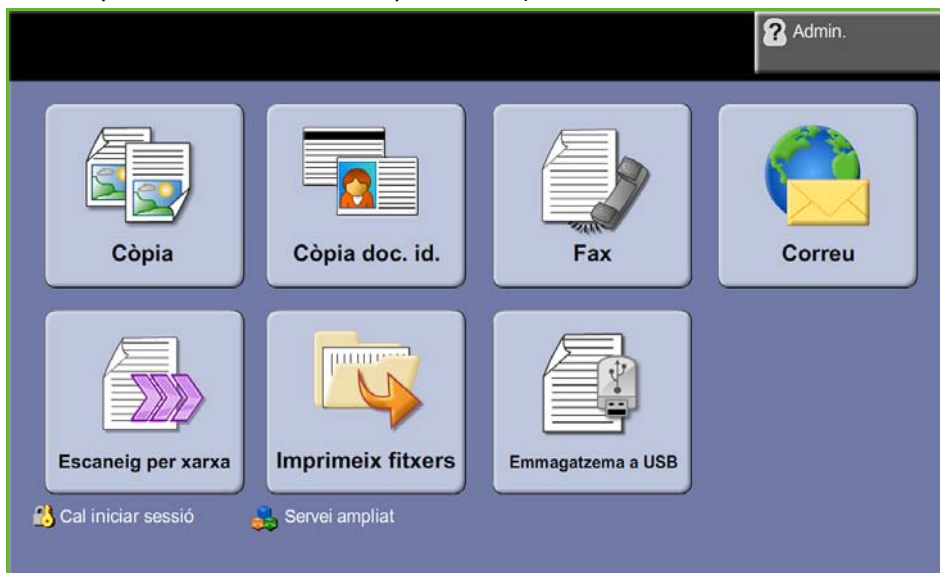 Admin.
Còpia
Còpia doc. id.
Fax
Correu
Escaneig per xarxa
Imprimeix fitxers
Emmagatzema a USB
Cal iniciar sessió
Servei ampliat